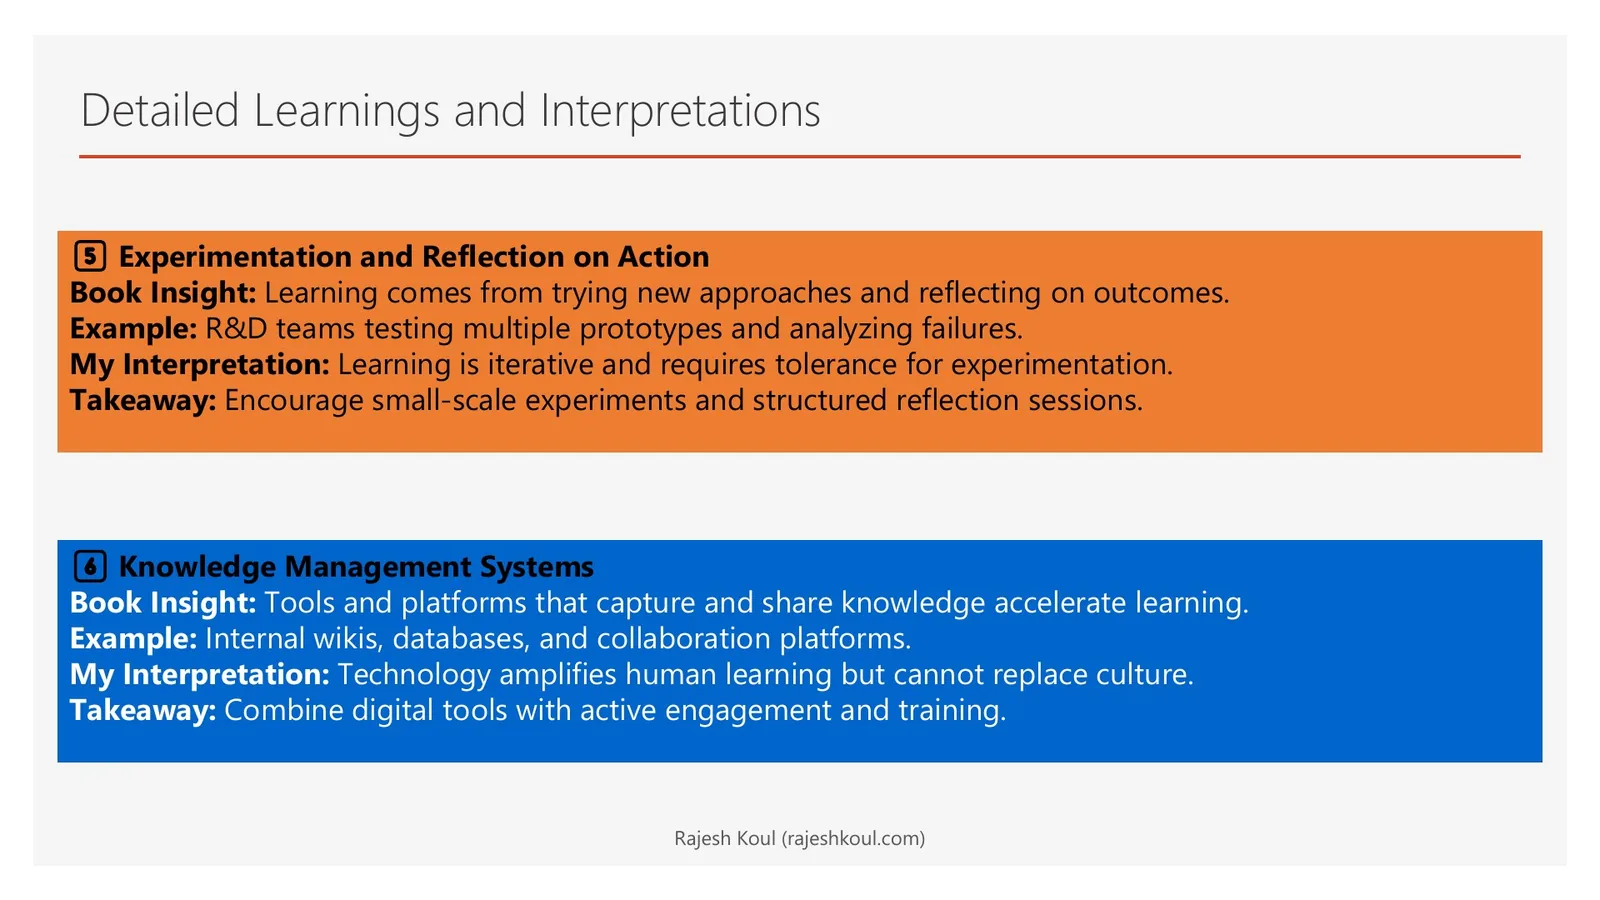 Detailed Learnings and Interpretations
5️⃣ Experimentation and Reflection on Action
Book Insight: Learning comes from trying new approaches and reflecting on outcomes.
Example: R&D teams testing multiple prototypes and analyzing failures.
My Interpretation: Learning is iterative and requires tolerance for experimentation.
Takeaway: Encourage small-scale experiments and structured reflection sessions.
6️⃣ Knowledge Management Systems
Book Insight: Tools and platforms that capture and share knowledge accelerate learning.
Example: Internal wikis, databases, and collaboration platforms.
My Interpretation: Technology amplifies human learning but cannot replace culture.
Takeaway: Combine digital tools with active engagement and training.
Rajesh Koul (rajeshkoul.com)